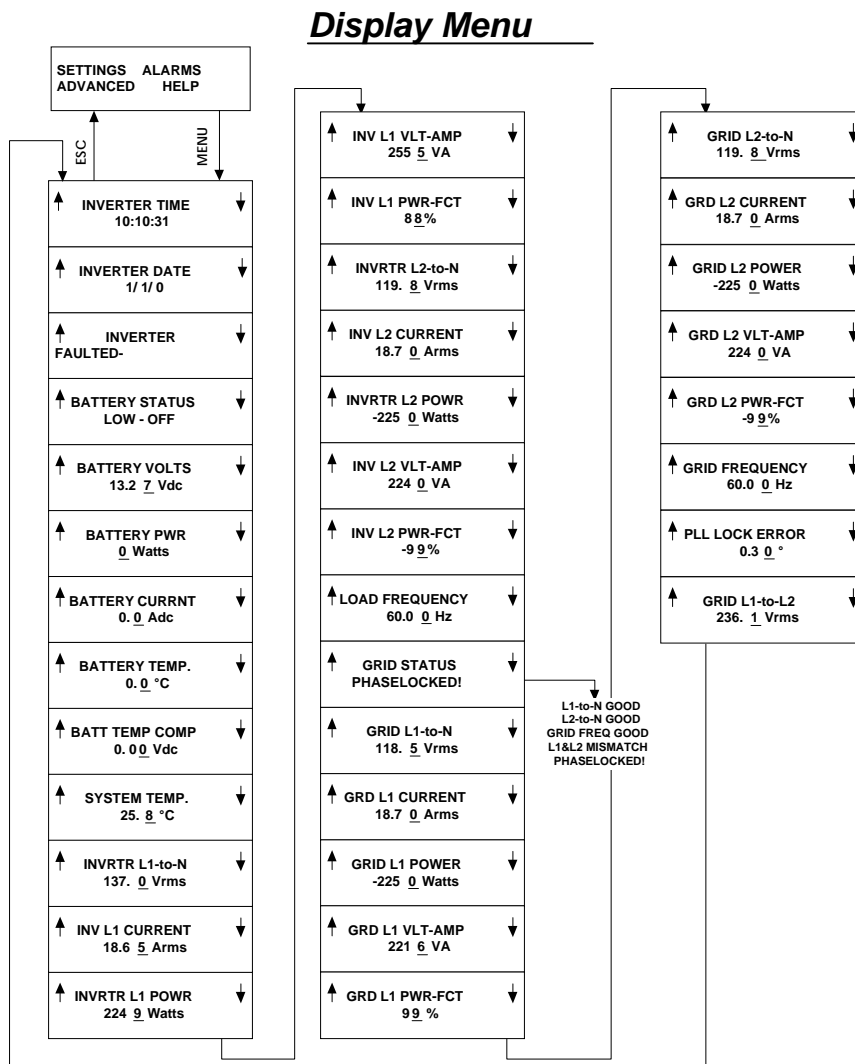 Display Menu
SETTINGS ALARMS
ADVANCED HELP
ESC
MENU
INVERTER TIME
10:10:31
INVERTER DATE
1/ 1/ 0
INVERTER
FAULTED-
BATTERY STATUS
LOW - OFF
BATTERY VOLTS
13.2 7 Vdc
BATTERY PWR
0 Watts
BATTERY CURRNT
0. 0 Adc
BATTERY TEMP.
0. 0 °C
BATT TEMP COMP
0. 0 0 Vdc
SYSTEM TEMP.
25. 8 °C
INVRTR L1-to-N
137. 0 Vrms
INV L1 CURRENT
18.6 5 Arms
INVRTR L1 POWR
224 9 Watts
INV L1 VLT-AMP
255 5 VA
INV L1 PWR-FCT
8 8%
INVRTR L2-to-N
119. 8 Vrms
INV L2 CURRENT
18.7 0 Arms
INVRTR L2 POWR
-225 0 Watts
INV L2 VLT-AMP
224 0 VA
INV L2 PWR-FCT
-9 9%
LOAD FREQUENCY
60.0 0 Hz
GRID STATUS
PHASELOCKED!
GRID L1-to-N
118. 5 Vrms
GRD L1 CURRENT
18.7 0 Arms
GRID L1 POWER
-225 0 Watts
GRD L1 VLT-AMP
221 6 VA
GRD L1 PWR-FCT
9 9 %
L1-to-N GOOD
L2-to-N GOOD
GRID FREQ GOOD
L1&L2 MISMATCH
PHASELOCKED!
GRID L2-to-N
119. 8 Vrms
GRD L2 CURRENT
18.7 0 Arms
GRID L2 POWER
-225 0 Watts
GRD L2 VLT-AMP
224 0 VA
GRD L2 PWR-FCT
-9 9%
GRID FREQUENCY
60.0 0 Hz
PLL LOCK ERROR
0.3 0 °
GRID L1-to-L2
236. 1 Vrms